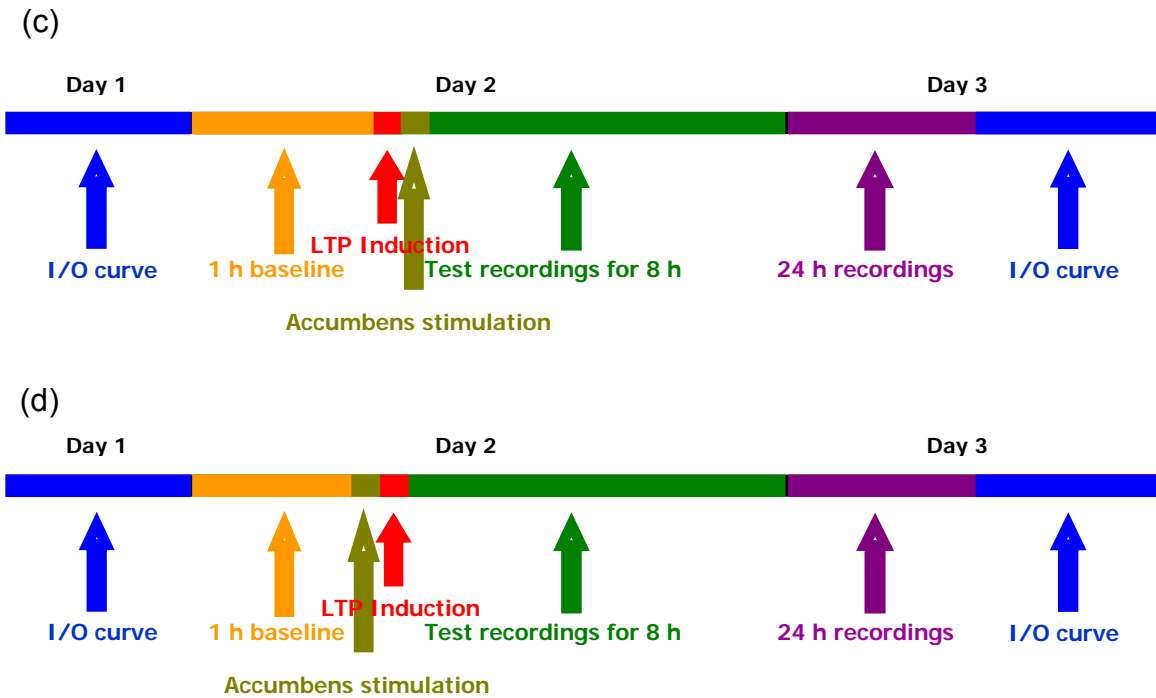 (c)
Day 1 Day 2 Day 3
LTP Induction
I/O curve 1 h baseline Test recordings for 8 h 24 h recordings I/O curve
Accumbens stimulation
(d)
Day 1 Day 2 Day 3
LTP Induction
I/O curve 1 h baseline Test recordings for 8 h 24 h recordings I/O curve
Accumbens stimulation